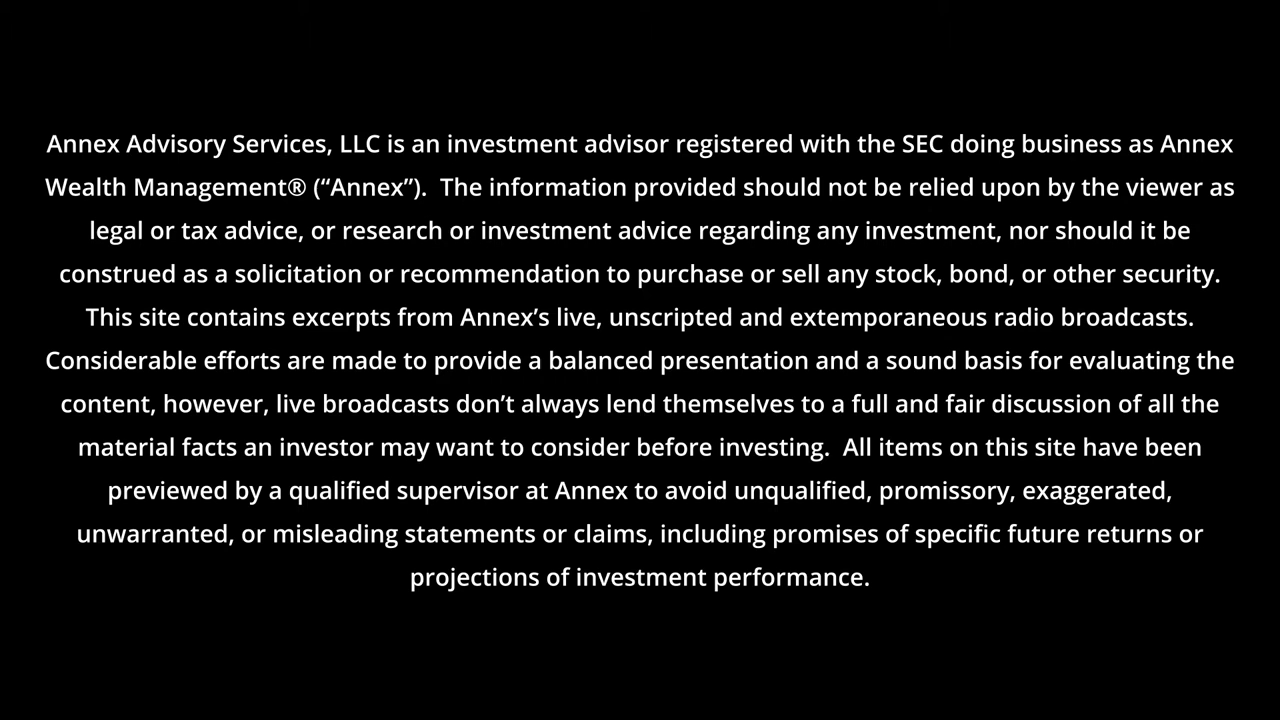 Annex Advisory Services, LLC is an investment advisor registered with the SEC doing business as Annex
Wealth Management® (“Annex”).  The information provided should not be relied upon by the viewer as
legal or tax advice, or research or investment advice regarding any investment, nor should it be
construed as a solicitation or recommendation to purchase or sell any stock, bond, or other security.
This site contains excerpts from Annex’s live, unscripted and extemporaneous radio broadcasts.
Considerable efforts are made to provide a balanced presentation and a sound basis for evaluating the
content, however, live broadcasts don’t always lend themselves to a full and fair discussion of all the
material facts an investor may want to consider before investing.  All items on this site have been
previewed by a qualified supervisor at Annex to avoid unqualified, promissory, exaggerated,
unwarranted, or misleading statements or claims, including promises of specific future returns or
projections of investment performance.